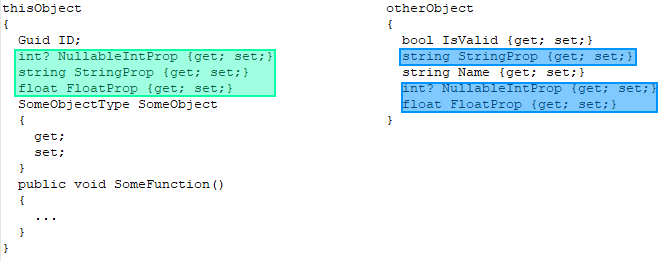 thisObject
{
Guid ID;
int? NullableIntProp {get; set;}
string StringProp {get; set;}
float FloatProp {get; set;}
SomeObjectType SomeObject
{
get;
set;
}
public void SomeFunction()
{
...
}
}
otherObject
{
bool IsValid {get; set;}
string StringProp {get; set;}
string Name {get; set;}
int? NullableIntProp {get; set;}
float FloatProp {get; set;}
}